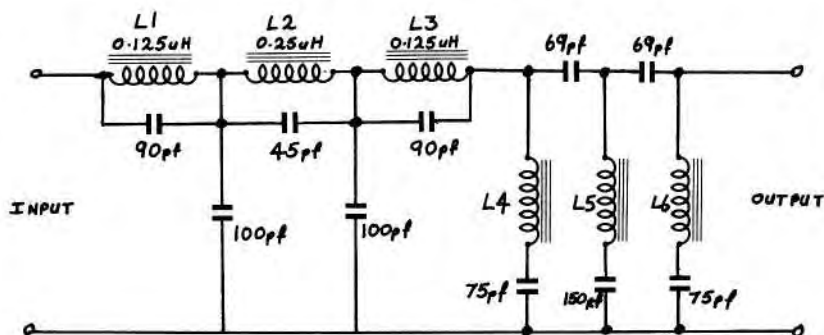 L1
0.125uH
L2
0.25uH
L3
0.125uH
69pf
69pf
90pf
45pf
90pf
INPUT
100pf
100pf
L4
L5
L6
OUTPUT
75pf
150pf
75pf